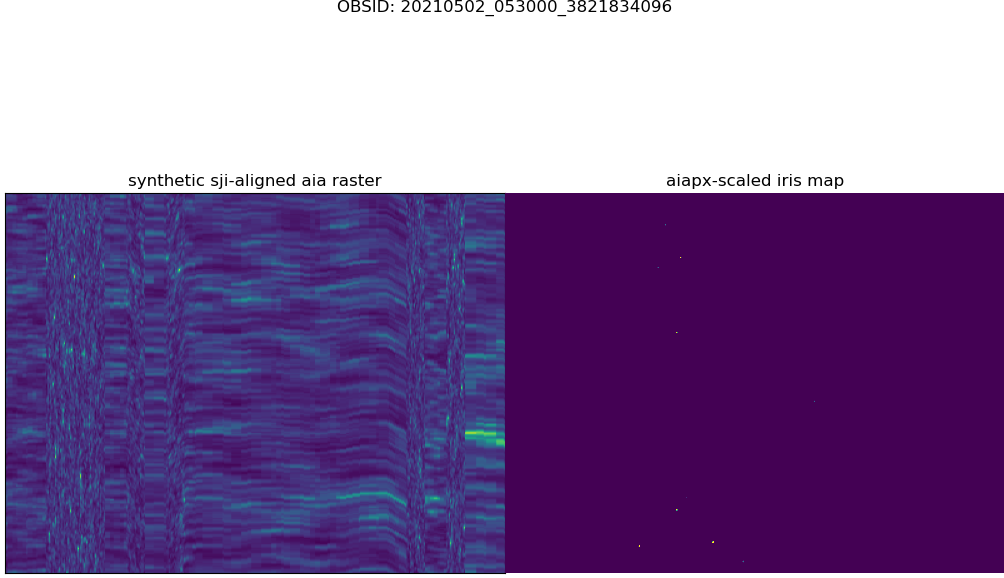 OBSID: 20210502_053000_3821834096
synthetic sji-aligned aia raster
aiapx-scaled iris map